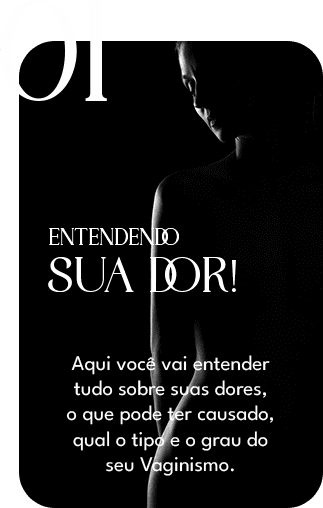 01
ENTENDENDO
SUA DOR!
Aqui você vai entender
tudo sobre suas dores,
o que pode ter causado,
qual o tipo e o grau do
seu Vaginismo.